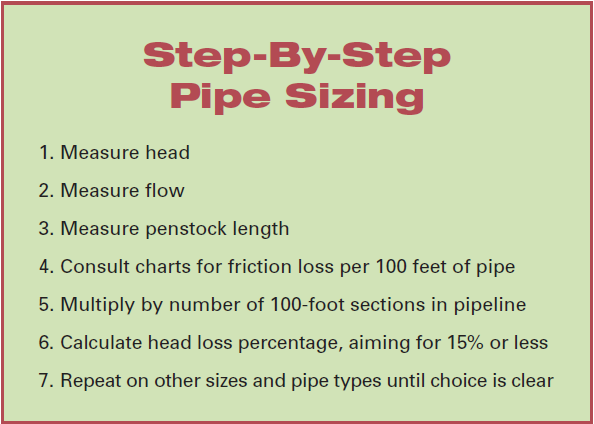 Step-By-Step
Pipe Sizing
1. Measure head
2. Measure flow
3. Measure penstock length
4. Consult charts for friction loss per 100 feet of pipe
5. Multiply by number of 100-foot sections in pipeline
6. Calculate head loss percentage, aiming for 15% or less
7. Repeat on other sizes and pipe types until choice is clear